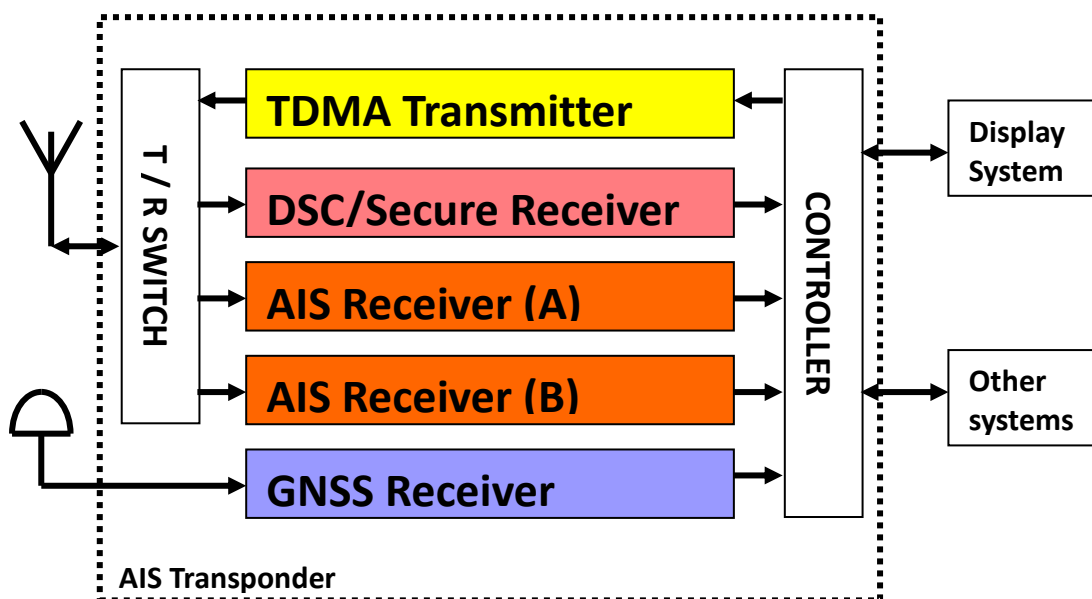 T / R SWITCH
TDMA Transmitter
DSC/Secure Receiver
AIS Receiver (A)
AIS Receiver (B)
GNSS Receiver
CONTROLLER
Display
System
Other
systems
AIS Transponder